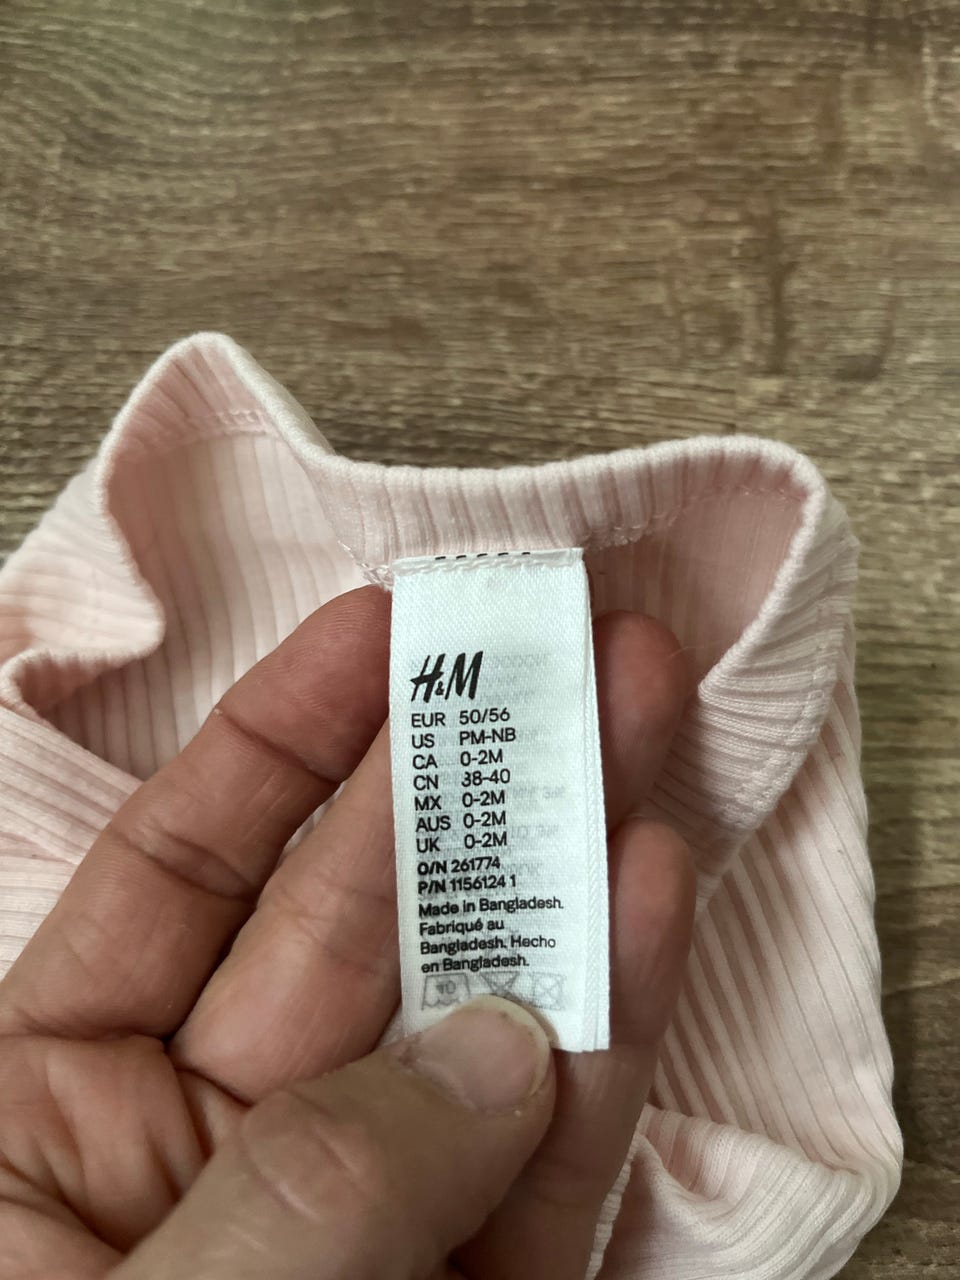 H&M
EUR 50/56
US PM-NB
CA 0-2M
CN 38-40
MX 0-2M
AUS 0-2M
UK 0-2M
O/N 261774
P/N 1156124 1
Made in Bangladesh.
Fabriqué au
Bangladesh. Hecho
en Bangladesh.
40